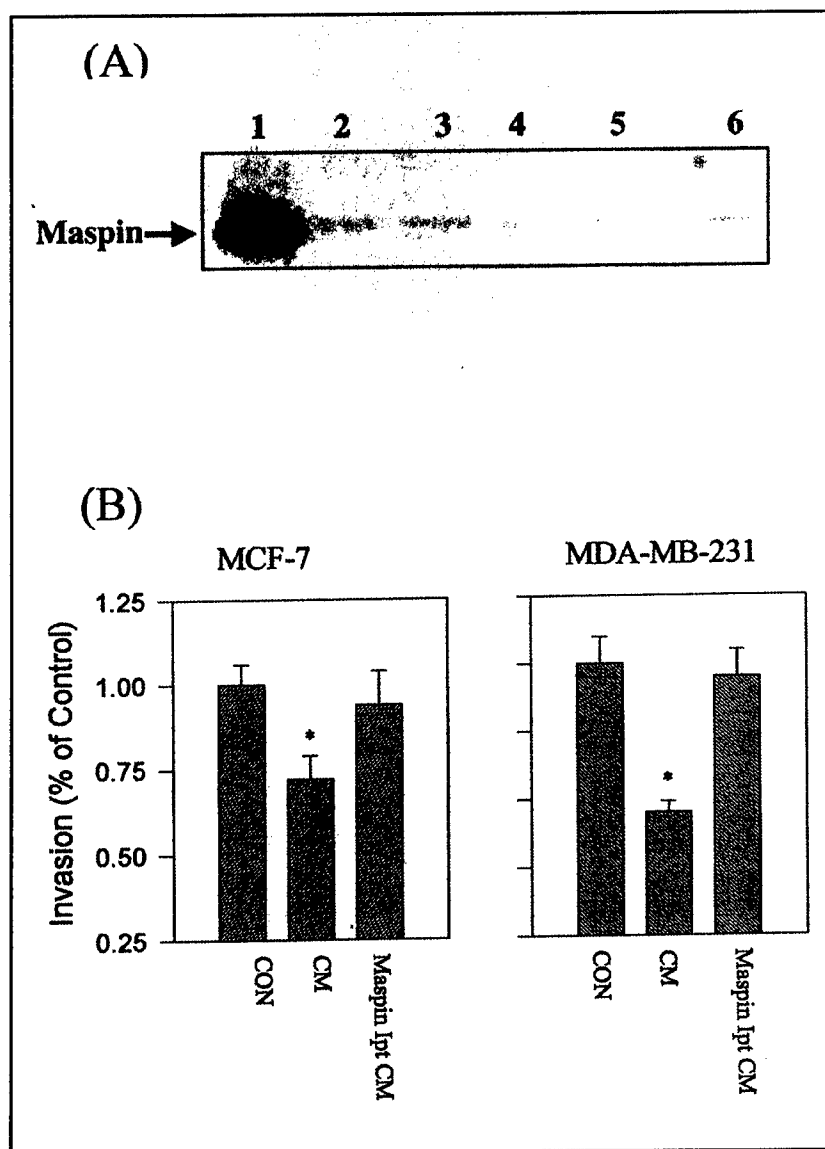 (A)
1 2 3 4 5 6
Maspin
(B)
MCF-7
MDA-MB-231
Invasion (% of Control)
1.25
1.00
0.75
0.50
0.25
*
*
CON
CM
Maspin Ipt CM
CON
CM
Maspin Ipt CM